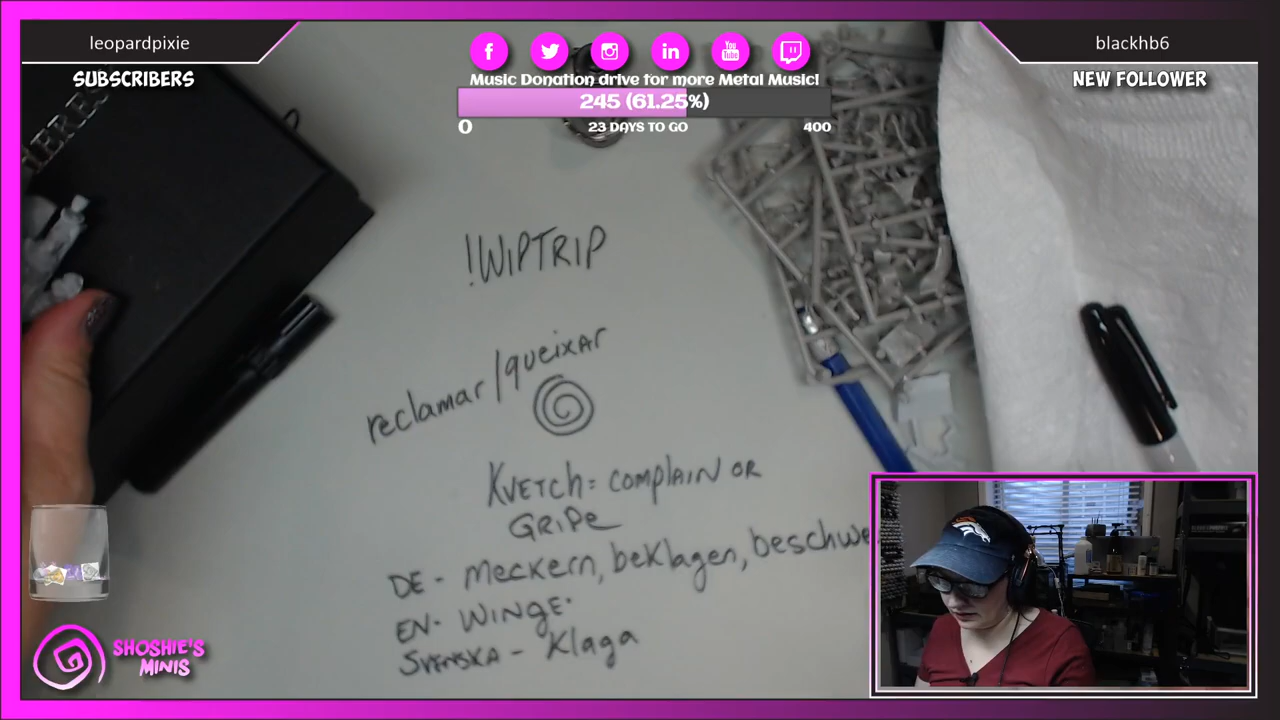 leopardpixie
SUBSCRIBERS
Music Donation drive for more Metal Music!
245 (61.25%)
0 23 DAYS TO GO 400
blackhb6
NEW FOLLOWER
!WIPTRIP
reclamar/queixar
KVETCH= COMPLAIN OR
GRIPE
DE- Meckern, beklagen, beschwe
EN- WINGE-
SVENSKA - Klaga
SHOSHIE'S
MINIS